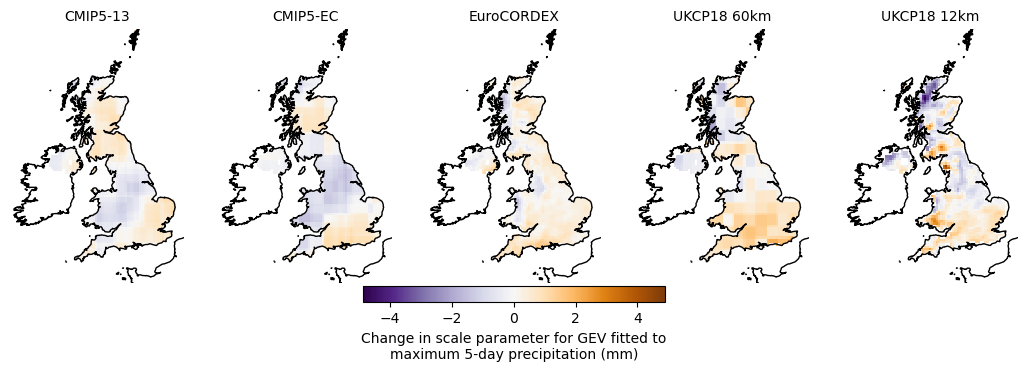 CMIP5-13
CMIP5-EC
EuroCORDEX
UKCP18 60km
UKCP18 12km
−4 −2 0 2 4
Change in scale parameter for GEV fitted to
maximum 5-day precipitation (mm)